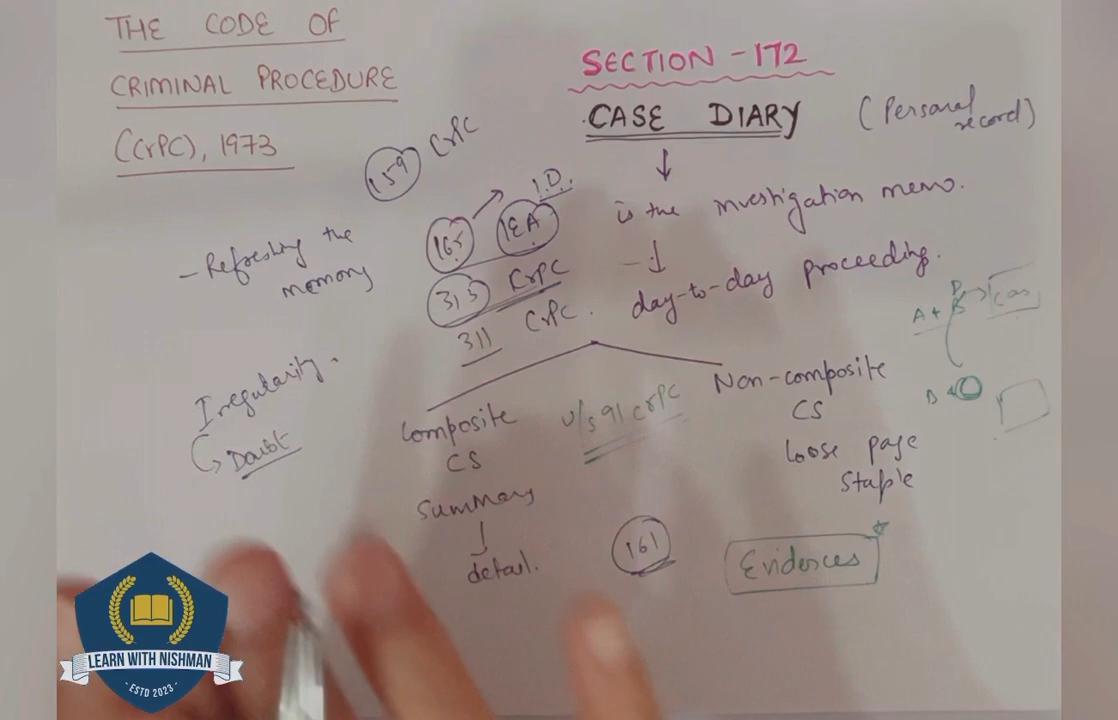 THE CODE OF
CRIMINAL PROCEDURE
(CrPC), 1973
SECTION - 172
CASE DIARY (Personal record)
↓
is the investigation memo.
↓
day-to-day proceeding.
159 CrPC
- Refreshing the
memory
165 → I.D.
IEA
313 CrPC
311 CrPC.
Irregularity.
Doubt
Composite
CS
Summary
detail.
U/s 91 CrPC
Non-composite
CS
Loose page
Staple
A + B
D
161
Evidences
LEARN WITH NISHMAN
- ESTD 2023 -